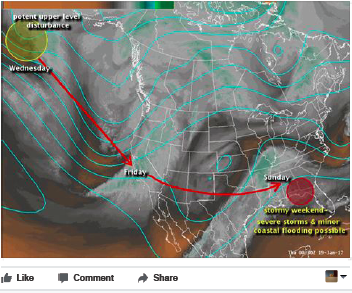 potent upper level
disturbance
Wednesday
Friday
Sunday
stormy weekend -
severe storms & minor
coastal flooding possible
Like
Comment
Share